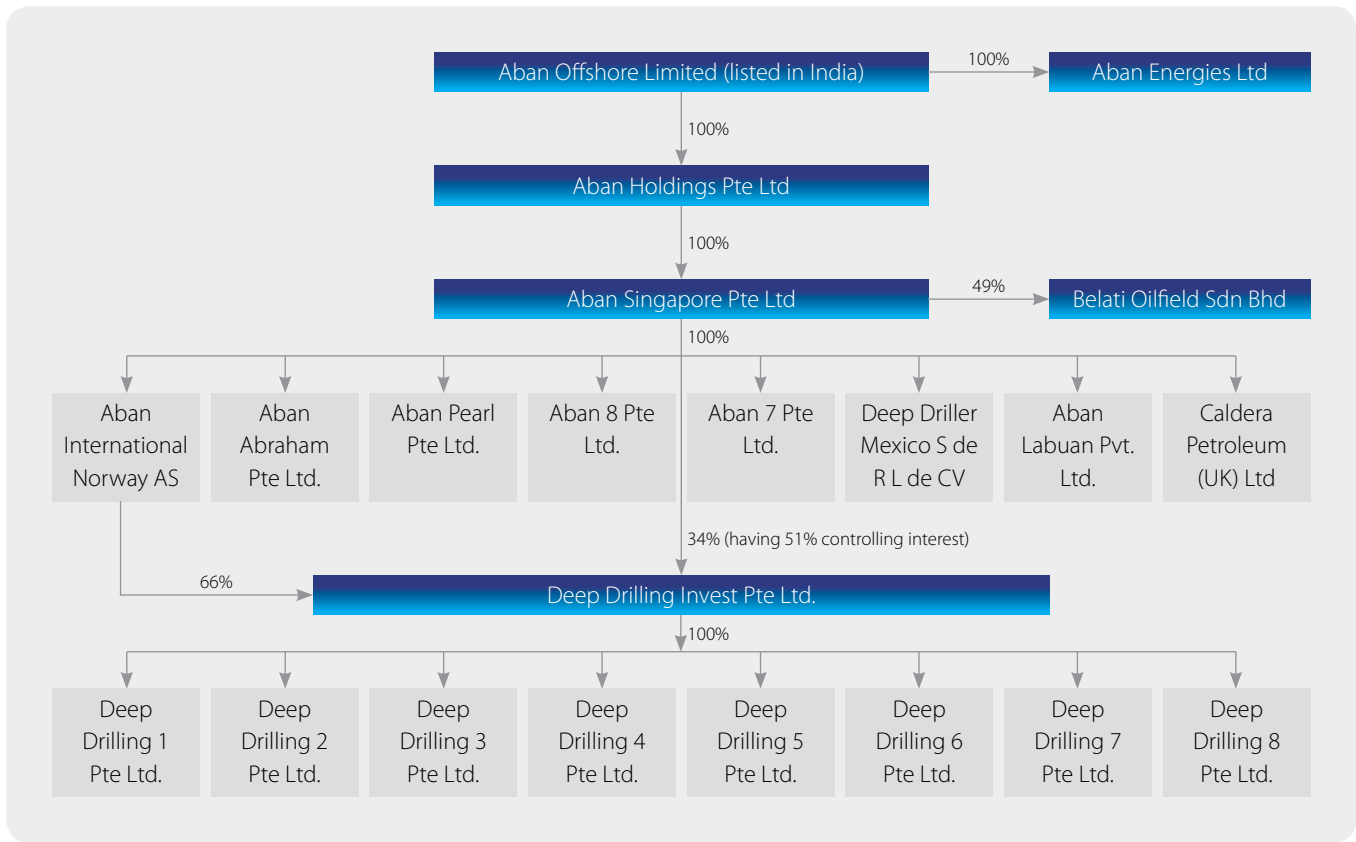 Aban Offshore Limited (listed in India)
100%
Aban Energies Ltd
100%
Aban Holdings Pte Ltd
100%
Aban Singapore Pte Ltd
49%
Belati Oilfield Sdn Bhd
100%
Aban
International
Norway AS
Aban
Abraham
Pte Ltd.
Aban Pearl
Pte Ltd.
Aban 8 Pte
Ltd.
Aban 7 Pte
Ltd.
Deep Driller
Mexico S de
R L de CV
Aban
Labuan Pvt.
Ltd.
Caldera
Petroleum
(UK) Ltd
34% (having 51% controlling interest)
66%
Deep Drilling Invest Pte Ltd.
100%
Deep
Drilling 1
Pte Ltd.
Deep
Drilling 2
Pte Ltd.
Deep
Drilling 3
Pte Ltd.
Deep
Drilling 4
Pte Ltd.
Deep
Drilling 5
Pte Ltd.
Deep
Drilling 6
Pte Ltd.
Deep
Drilling 7
Pte Ltd.
Deep
Drilling 8
Pte Ltd.